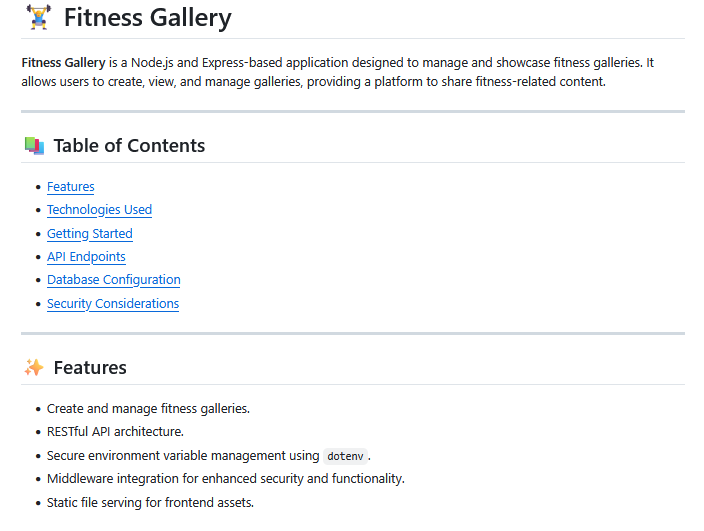 Fitness Gallery
Fitness Gallery is a Node.js and Express-based application designed to manage and showcase fitness galleries. It
allows users to create, view, and manage galleries, providing a platform to share fitness-related content.
Table of Contents
Features
Technologies Used
Getting Started
API Endpoints
Database Configuration
Security Considerations
Features
Create and manage fitness galleries.
RESTful API architecture.
Secure environment variable management using dotenv.
Middleware integration for enhanced security and functionality.
Static file serving for frontend assets.